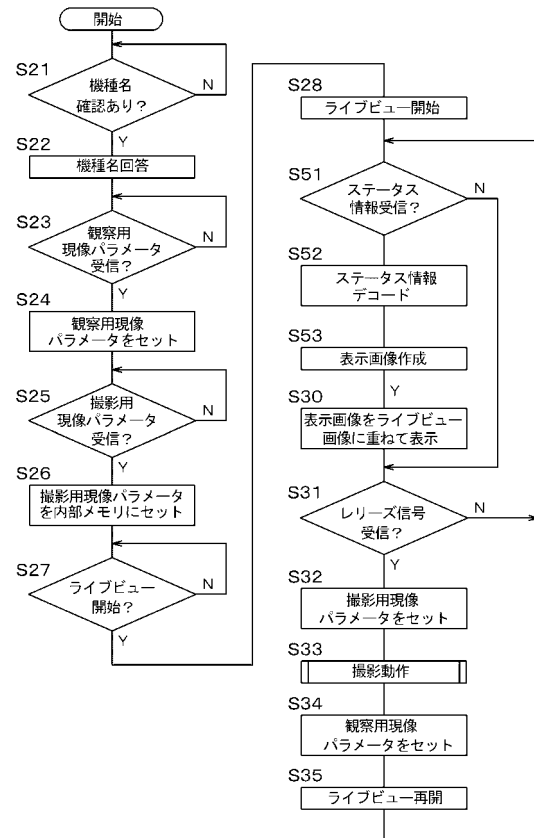 開始
S21
機種名
確認あり?
N
Y
S22
機種名回答
S23
観察用
現像パラメータ
受信?
N
Y
S24
観察用現像
パラメータをセット
S25
撮影用
現像パラメータ
受信?
N
Y
S26
撮影用現像パラメータ
を内部メモリにセット
S27
ライブビュー
開始?
N
Y
S28
ライブビュー開始
S51
ステータス
情報受信?
N
Y
S52
ステータス情報
デコード
S53
表示画像作成
Y
S30
表示画像をライブビュー
画像に重ねて表示
S31
レリーズ信号
受信?
N
Y
S32
撮影用現像
パラメータをセット
S33
撮影動作
S34
観察用現像
パラメータをセット
S35
ライブビュー再開